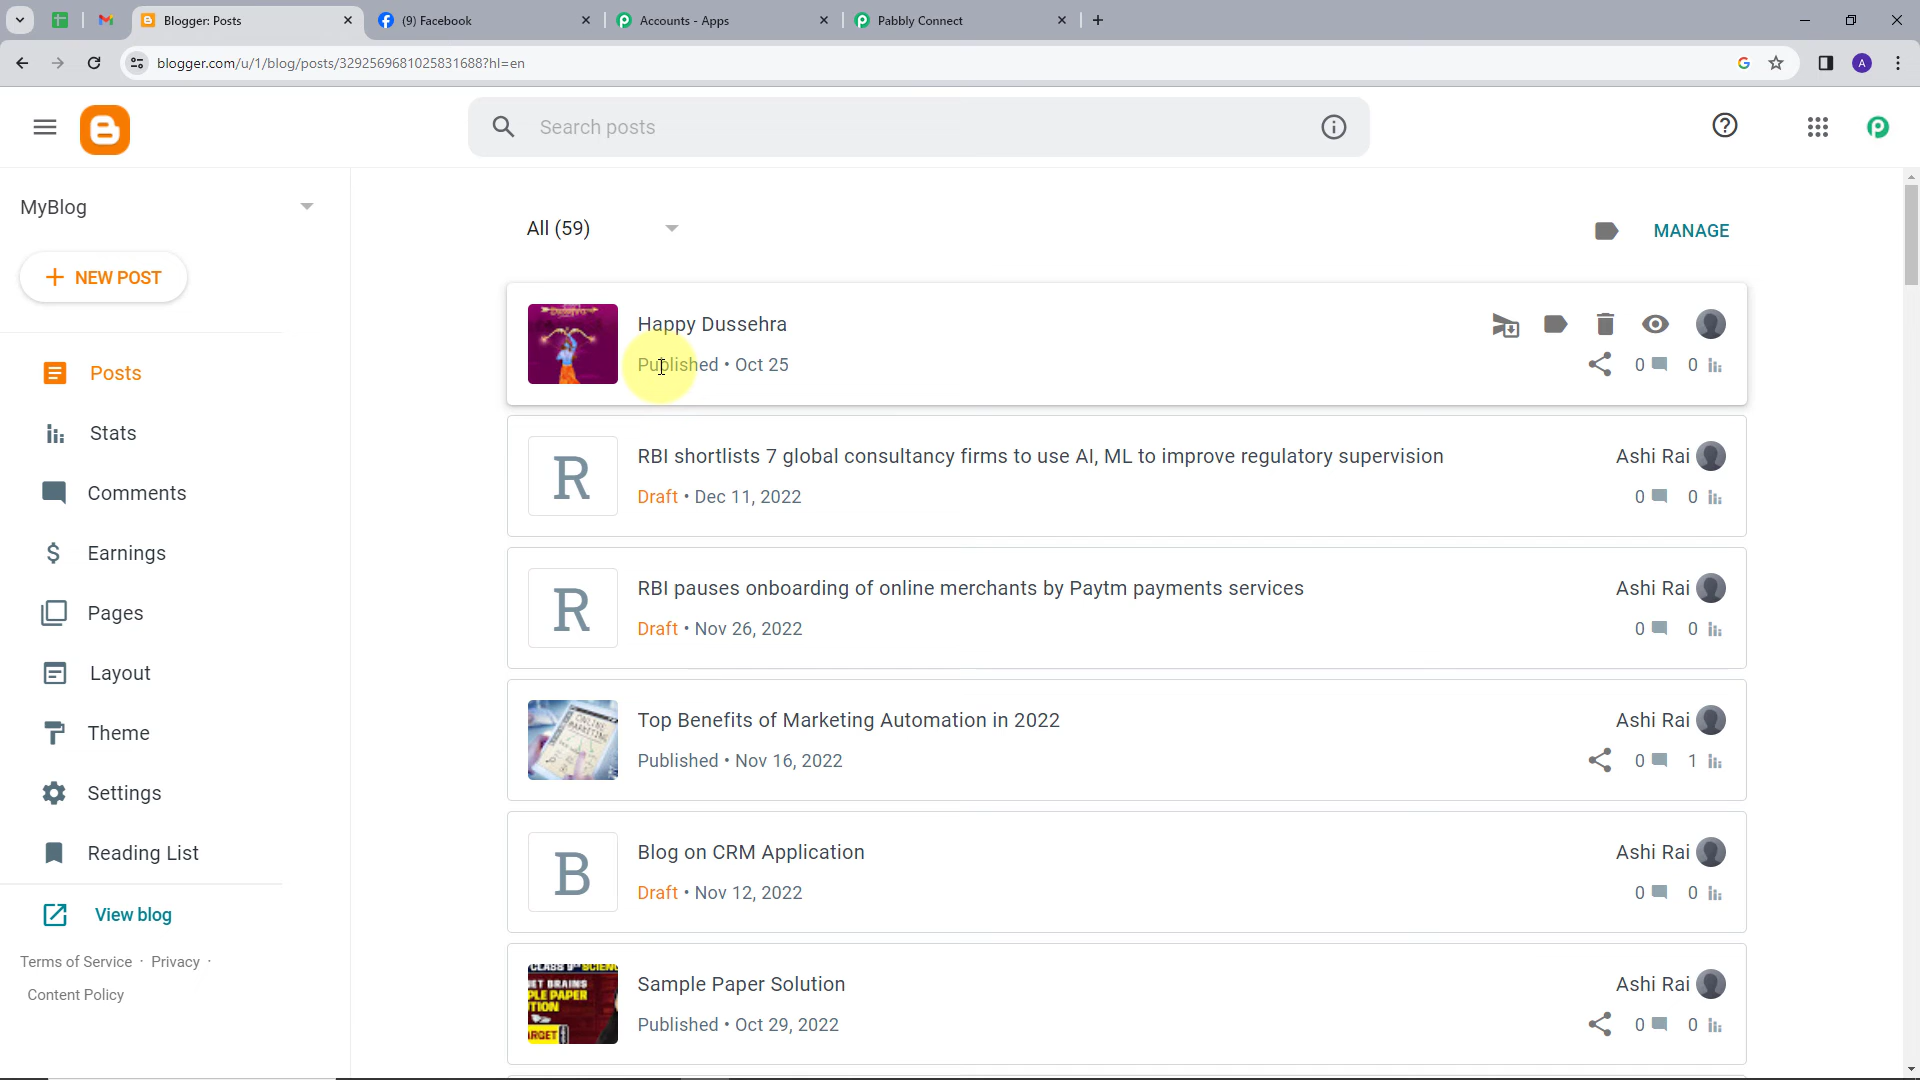 Blogger: Posts
(9) Facebook
Accounts - Apps
Pabbly Connect
blogger.com/u/1/blog/posts/3292569681025831688?hl=en
A
Search posts
MyBlog
NEW POST
Posts
Stats
Comments
Earnings
Pages
Layout
Theme
Settings
Reading List
View blog
Terms of Service · Privacy ·
Content Policy
All (59)
MANAGE
Happy Dussehra
Published • Oct 25
0 0
R
RBI shortlists 7 global consultancy firms to use AI, ML to improve regulatory supervision
Ashi Rai
Draft • Dec 11, 2022
0 0
R
RBI pauses onboarding of online merchants by Paytm payments services
Ashi Rai
Draft • Nov 26, 2022
0 0
ONLINE
Top Benefits of Marketing Automation in 2022
Ashi Rai
Published • Nov 16, 2022
0 1
B
Blog on CRM Application
Ashi Rai
Draft • Nov 12, 2022
0 0
Sample Paper Solution
Ashi Rai
Published • Oct 29, 2022
0 0